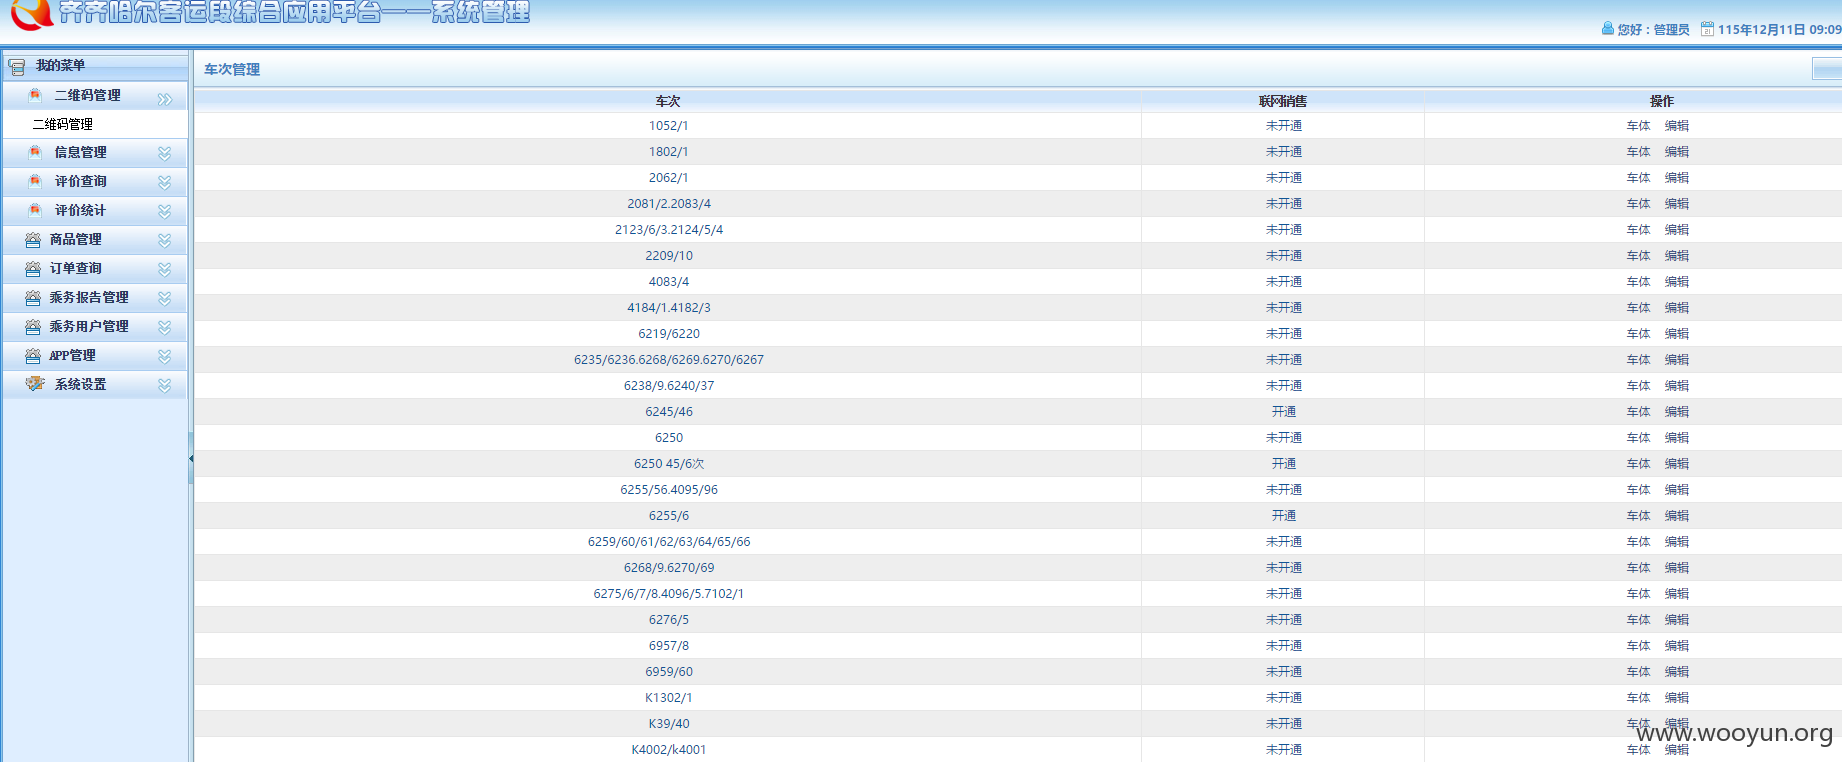 齐齐哈尔客运段综合应用平台——系统管理
您好：管理员 115年12月11日 09:09
我的菜单
二维码管理
二维码管理
信息管理
评价查询
评价统计
商品管理
订单查询
乘务报告管理
乘务用户管理
APP管理
系统设置
车次管理
车次 联网销售 操作
1052/1 未开通 车体 编辑
1802/1 未开通 车体 编辑
2062/1 未开通 车体 编辑
2081/2.2083/4 未开通 车体 编辑
2123/6/3.2124/5/4 未开通 车体 编辑
2209/10 未开通 车体 编辑
4083/4 未开通 车体 编辑
4184/1.4182/3 未开通 车体 编辑
6219/6220 未开通 车体 编辑
6235/6236.6268/6269.6270/6267 未开通 车体 编辑
6238/9.6240/37 未开通 车体 编辑
6245/46 开通 车体 编辑
6250 未开通 车体 编辑
6250 45/6次 开通 车体 编辑
6255/56.4095/96 未开通 车体 编辑
6255/6 开通 车体 编辑
6259/60/61/62/63/64/65/66 未开通 车体 编辑
6268/9.6270/69 未开通 车体 编辑
6275/6/7/8.4096/5.7102/1 未开通 车体 编辑
6276/5 未开通 车体 编辑
6957/8 未开通 车体 编辑
6959/60 未开通 车体 编辑
K1302/1 未开通 车体 编辑
K39/40 未开通 车体 编辑
K4002/k4001 未开通 车体 编辑
www.wooyun.org